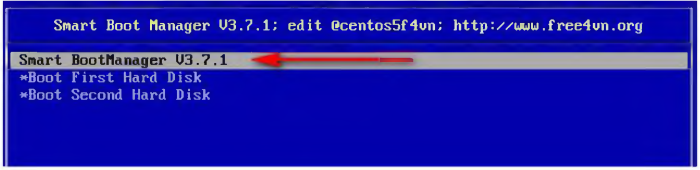 Smart Boot Manager V3.7.1; edit @centos5f4vn; http://www.free4vn.org
Smart BootManager V3.7.1
*Boot First Hard Disk
*Boot Second Hard Disk